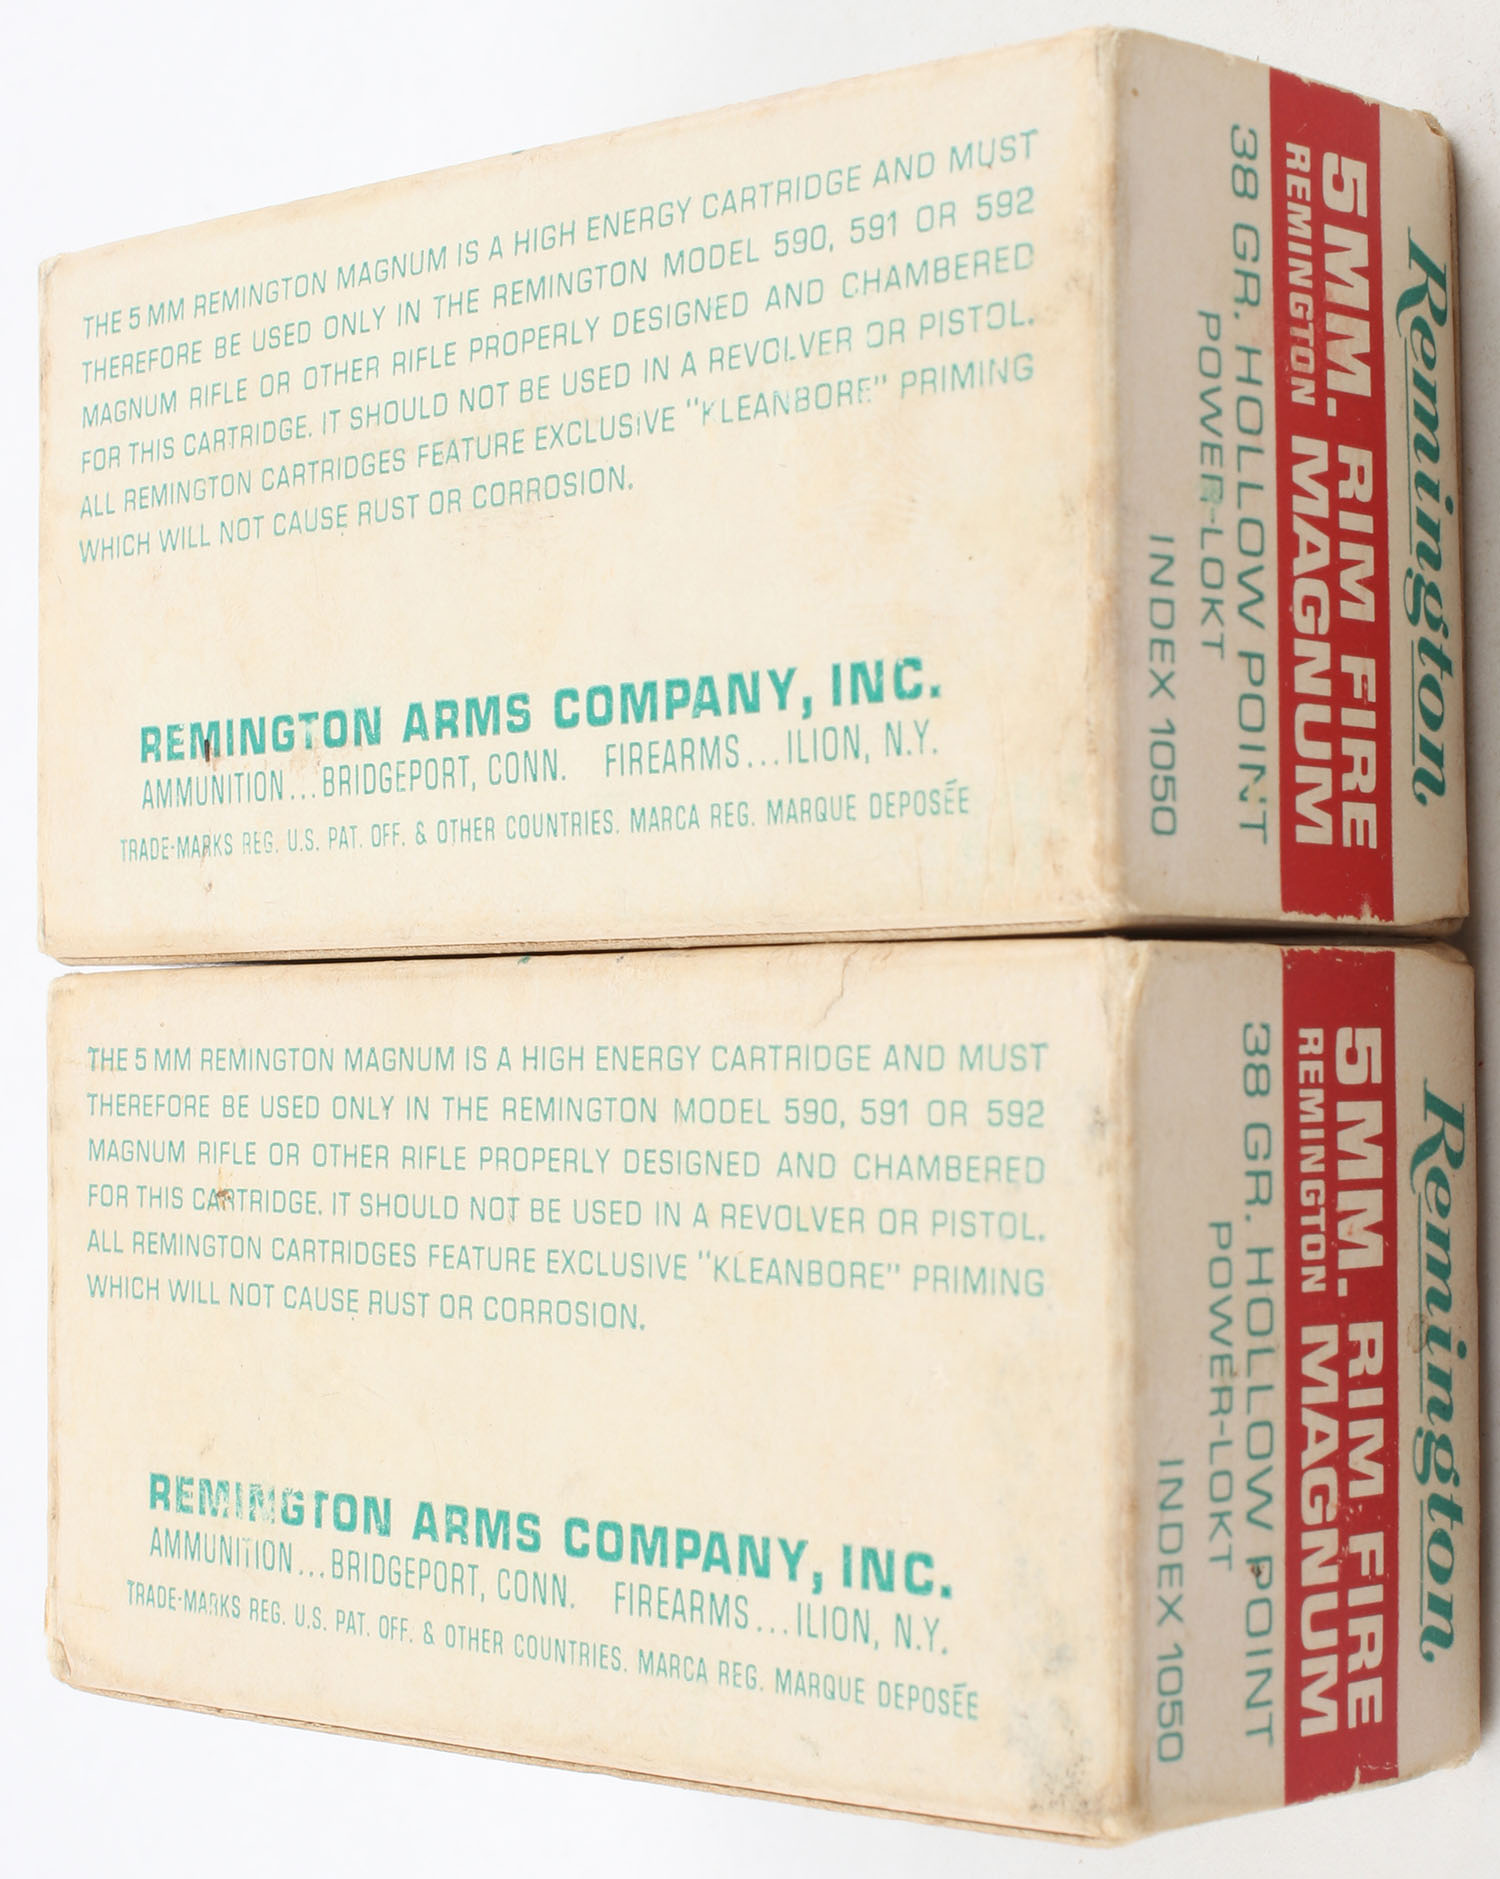 THE 5 MM REMINGTON MAGNUM IS A HIGH ENERGY CARTRIDGE AND MUST
THEREFORE BE USED ONLY IN THE REMINGTON MODEL 590, 591 OR 592
MAGNUM RIFLE OR OTHER RIFLE PROPERLY DESIGNED AND CHAMBERED
FOR THIS CARTRIDGE. IT SHOULD NOT BE USED IN A REVOLVER OR PISTOL.
ALL REMINGTON CARTRIDGES FEATURE EXCLUSIVE "KLEANBORE" PRIMING
WHICH WILL NOT CAUSE RUST OR CORROSION.
REMINGTON ARMS COMPANY, INC.
AMMUNITION...BRIDGEPORT, CONN. FIREARMS...ILION, N.Y.
TRADE-MARKS REG. U.S. PAT. OFF. & OTHER COUNTRIES. MARCA REG. MARQUE DEPOSÉE
Remington.
5MM. RIM FIRE
REMINGTON MAGNUM
38 GR. HOLLOW POINT
POWER-LOKT
INDEX 1050
THE 5 MM REMINGTON MAGNUM IS A HIGH ENERGY CARTRIDGE AND MUST
THEREFORE BE USED ONLY IN THE REMINGTON MODEL 590, 591 OR 592
MAGNUM RIFLE OR OTHER RIFLE PROPERLY DESIGNED AND CHAMBERED
FOR THIS CARTRIDGE. IT SHOULD NOT BE USED IN A REVOLVER OR PISTOL.
ALL REMINGTON CARTRIDGES FEATURE EXCLUSIVE "KLEANBORE" PRIMING
WHICH WILL NOT CAUSE RUST OR CORROSION.
REMINGTON ARMS COMPANY, INC.
AMMUNITION...BRIDGEPORT, CONN. FIREARMS...ILION, N.Y.
TRADE-MARKS REG. U.S. PAT. OFF. & OTHER COUNTRIES. MARCA REG. MARQUE DEPOSÉE
Remington.
5MM. RIM FIRE
REMINGTON MAGNUM
38 GR. HOLLOW POINT
POWER-LOKT
INDEX 1050